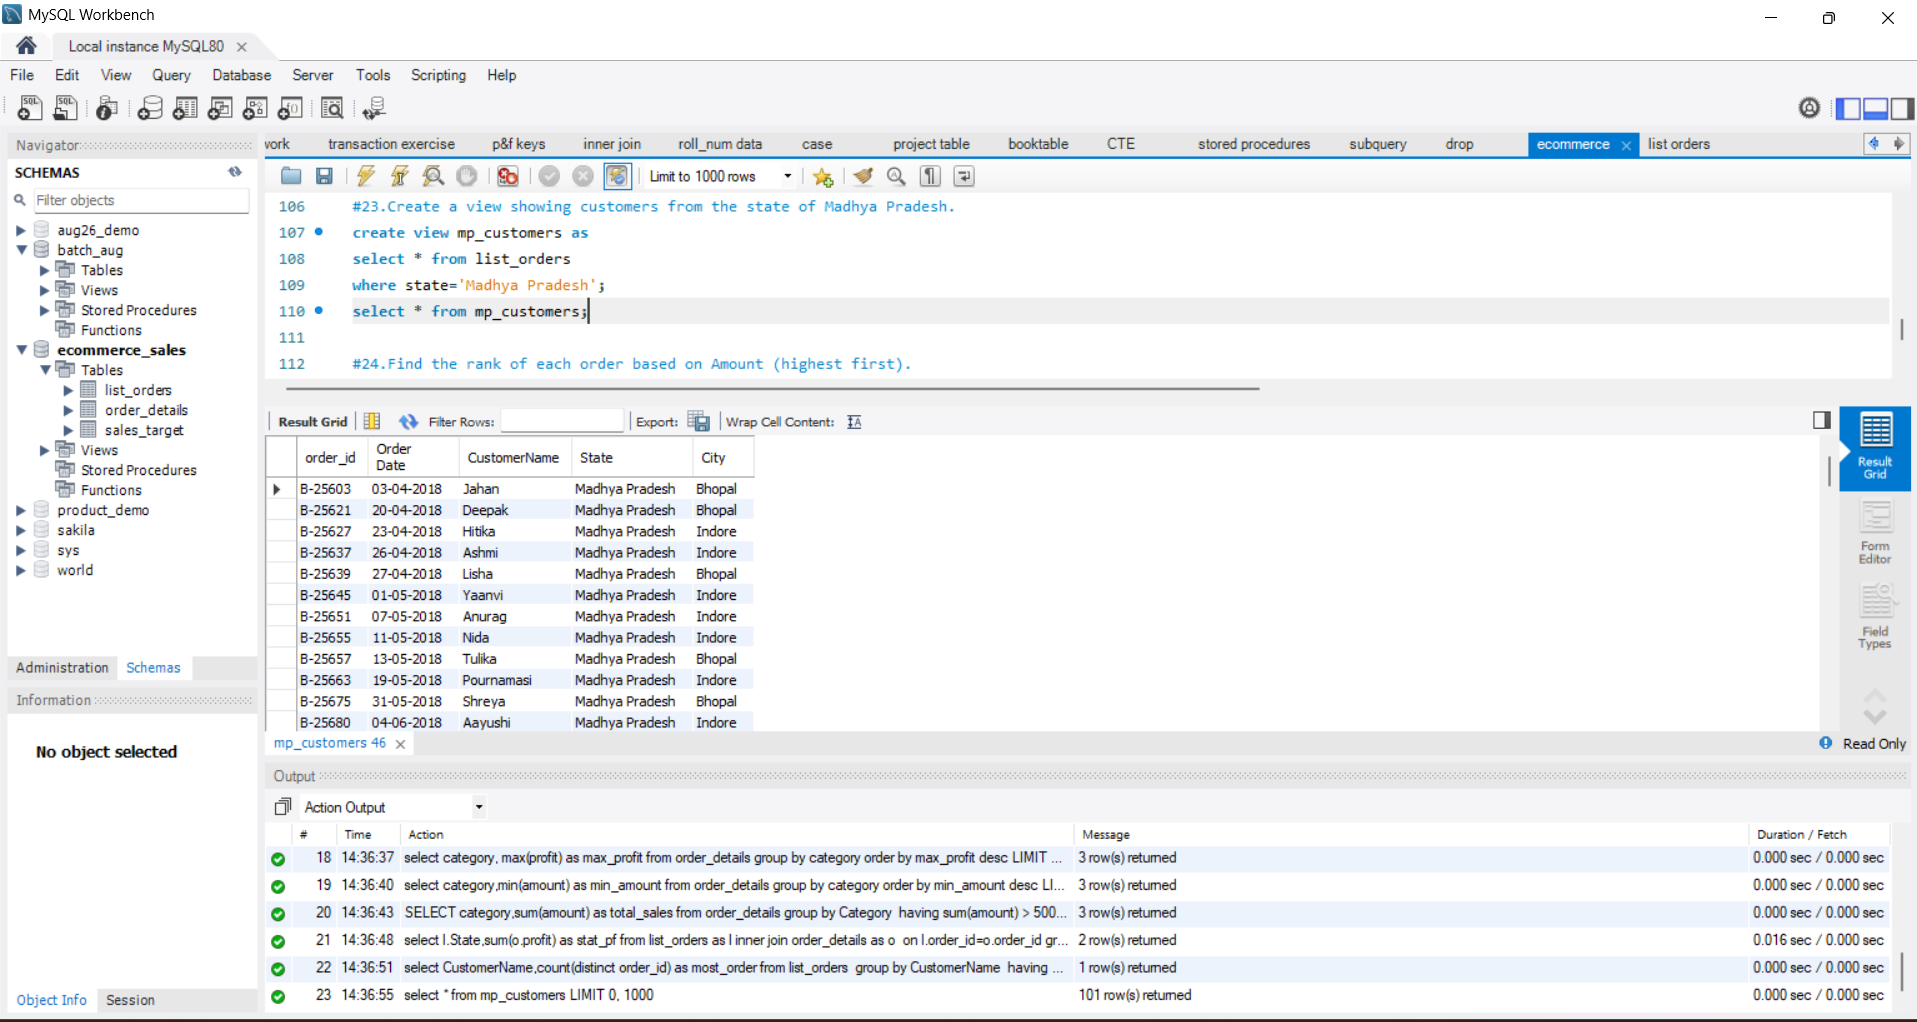 MySQL Workbench
Local instance MySQL80
File Edit View Query Database Server Tools Scripting Help
Navigator
work transaction exercise p&f keys inner join roll_num data case project table booktable CTE stored procedures subquery drop ecommerce list orders
SCHEMAS
Limit to 1000 rows
Filter objects
aug26_demo
batch_aug
Tables
Views
Stored Procedures
Functions
ecommerce_sales
Tables
list_orders
order_details
sales_target
Views
Stored Procedures
Functions
product_demo
sakila
sys
world
Administration Schemas
Information
No object selected
Object Info Session
106 #23.Create a view showing customers from the state of Madhya Pradesh.
107 create view mp_customers as
108 select * from list_orders
109 where state='Madhya Pradesh';
110 select * from mp_customers;
111
112 #24.Find the rank of each order based on Amount (highest first).
Result Grid Filter Rows: Export: Wrap Cell Content:
order_id Order Date CustomerName State City
B-25603 03-04-2018 Jahan Madhya Pradesh Bhopal
B-25621 20-04-2018 Deepak Madhya Pradesh Bhopal
B-25627 23-04-2018 Hitika Madhya Pradesh Indore
B-25637 26-04-2018 Ashmi Madhya Pradesh Indore
B-25639 27-04-2018 Lisha Madhya Pradesh Bhopal
B-25645 01-05-2018 Yaanvi Madhya Pradesh Indore
B-25651 07-05-2018 Anurag Madhya Pradesh Indore
B-25655 11-05-2018 Nida Madhya Pradesh Indore
B-25657 13-05-2018 Tulika Madhya Pradesh Bhopal
B-25663 19-05-2018 Pournamasi Madhya Pradesh Indore
B-25675 31-05-2018 Shreya Madhya Pradesh Bhopal
B-25680 04-06-2018 Aayushi Madhya Pradesh Indore
Result Grid
Form Editor
Field Types
mp_customers 46
Read Only
Output
Action Output
# Time Action Message Duration / Fetch
18 14:36:37 select category, max(profit) as max_profit from order_details group by category order by max_profit desc LIMIT ... 3 row(s) returned 0.000 sec / 0.000 sec
19 14:36:40 select category,min(amount) as min_amount from order_details group by category order by min_amount desc LI... 3 row(s) returned 0.000 sec / 0.000 sec
20 14:36:43 SELECT category,sum(amount) as total_sales from order_details group by Category having sum(amount) > 500... 3 row(s) returned 0.000 sec / 0.000 sec
21 14:36:48 select l.State,sum(o.profit) as stat_pf from list_orders as l inner join order_details as o on l.order_id=o.order_id gr... 2 row(s) returned 0.016 sec / 0.000 sec
22 14:36:51 select CustomerName,count(distinct order_id) as most_order from list_orders group by CustomerName having ... 1 row(s) returned 0.000 sec / 0.000 sec
23 14:36:55 select * from mp_customers LIMIT 0, 1000 101 row(s) returned 0.000 sec / 0.000 sec